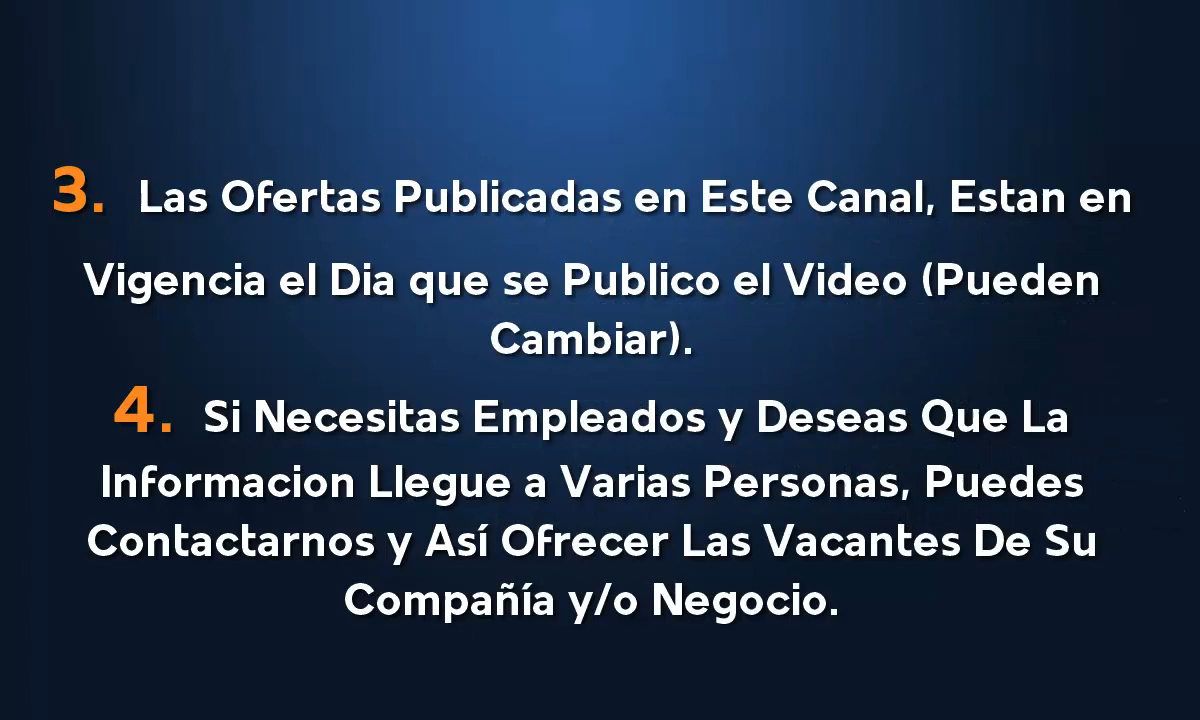 3. Las Ofertas Publicadas en Este Canal, Estan en
Vigencia el Dia que se Publico el Video (Pueden
Cambiar).
4. Si Necesitas Empleados y Deseas Que La
Informacion Llegue a Varias Personas, Puedes
Contactarnos y Así Ofrecer Las Vacantes De Su
Compañía y/o Negocio.